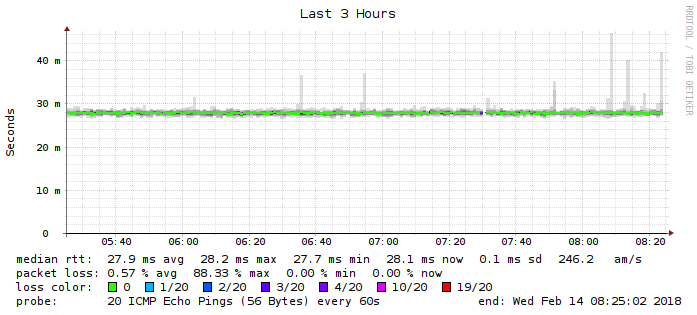 Last 3 Hours
RRDTOOL / TOBI OETIKER
Seconds
40 m
30 m
20 m
10 m
0
05:40 06:00 06:20 06:40 07:00 07:20 07:40 08:00 08:20
median rtt: 27.9 ms avg 28.2 ms max 27.7 ms min 28.1 ms now 0.1 ms sd 246.2 am/s
packet loss: 0.57 % avg 88.33 % max 0.00 % min 0.00 % now
loss color: 0 1/20 2/20 3/20 4/20 10/20 19/20
probe: 20 ICMP Echo Pings (56 Bytes) every 60s end: Wed Feb 14 08:25:02 2018